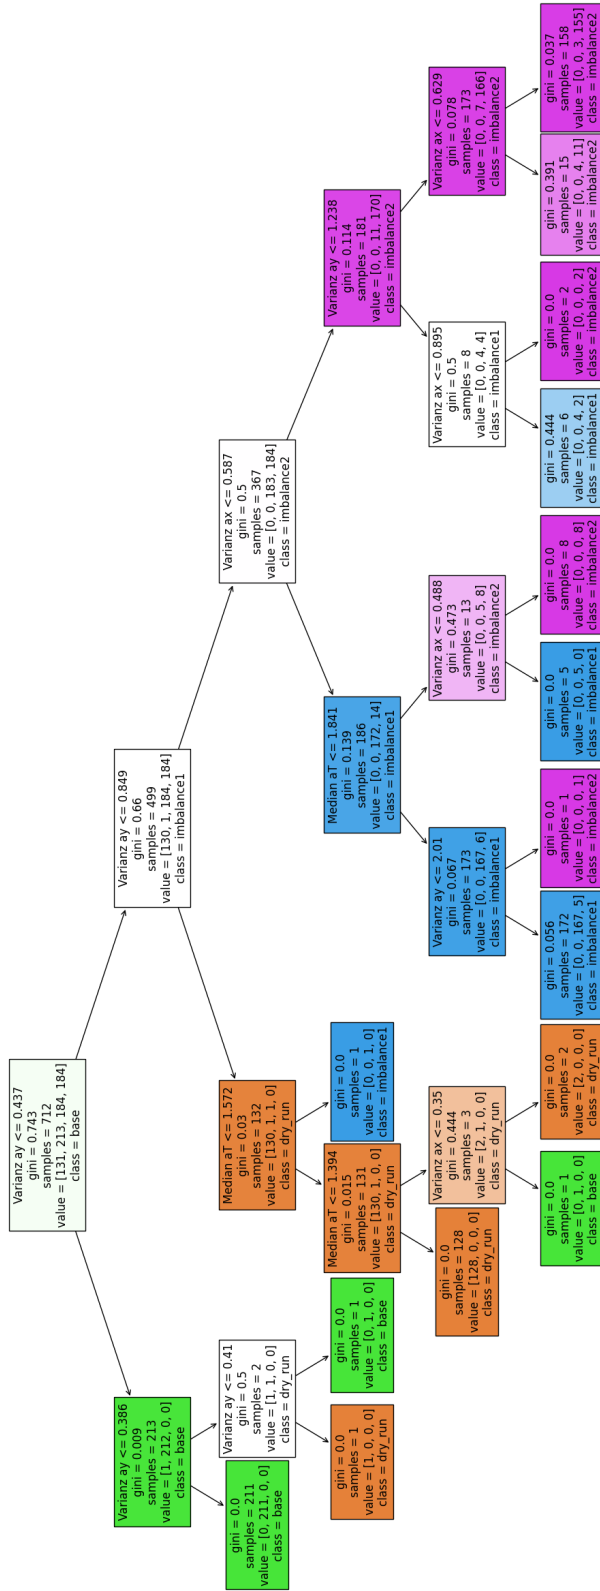 Varianz ay <= 0.437
gini = 0.743
samples = 712
value = [131, 213, 184, 184]
class = base
Varianz ay <= 0.386
gini = 0.009
samples = 213
value = [1, 212, 0, 0]
class = base
Varianz ay <= 0.849
gini = 0.66
samples = 499
value = [130, 1, 184, 184]
class = imbalance1
gini = 0.0
samples = 211
value = [0, 211, 0, 0]
class = base
Varianz ay <= 0.41
gini = 0.5
samples = 2
value = [1, 1, 0, 0]
class = dry_run
Median aT <= 1.572
gini = 0.03
samples = 132
value = [130, 1, 1, 0]
class = dry_run
Varianz ax <= 0.587
gini = 0.5
samples = 367
value = [0, 0, 183, 184]
class = imbalance2
gini = 0.0
samples = 1
value = [1, 0, 0, 0]
class = dry_run
gini = 0.0
samples = 1
value = [0, 1, 0, 0]
class = base
Median aT <= 1.394
gini = 0.015
samples = 131
value = [130, 1, 0, 0]
class = dry_run
gini = 0.0
samples = 1
value = [0, 0, 1, 0]
class = imbalance1
Median aT <= 1.841
gini = 0.139
samples = 186
value = [0, 0, 172, 14]
class = imbalance1
Varianz ay <= 1.238
gini = 0.114
samples = 181
value = [0, 0, 11, 170]
class = imbalance2
gini = 0.0
samples = 128
value = [128, 0, 0, 0]
class = dry_run
Varianz ax <= 0.35
gini = 0.444
samples = 3
value = [2, 1, 0, 0]
class = dry_run
Varianz ay <= 2.01
gini = 0.067
samples = 173
value = [0, 0, 167, 6]
class = imbalance1
Varianz ax <= 0.488
gini = 0.473
samples = 13
value = [0, 0, 5, 8]
class = imbalance2
Varianz ax <= 0.895
gini = 0.5
samples = 8
value = [0, 0, 4, 4]
class = imbalance1
Varianz ax <= 0.629
gini = 0.078
samples = 173
value = [0, 0, 7, 166]
class = imbalance2
gini = 0.0
samples = 1
value = [0, 1, 0, 0]
class = base
gini = 0.0
samples = 2
value = [2, 0, 0, 0]
class = dry_run
gini = 0.056
samples = 172
value = [0, 0, 167, 5]
class = imbalance1
gini = 0.0
samples = 1
value = [0, 0, 0, 1]
class = imbalance2
gini = 0.0
samples = 5
value = [0, 0, 5, 0]
class = imbalance1
gini = 0.0
samples = 8
value = [0, 0, 0, 8]
class = imbalance2
gini = 0.444
samples = 6
value = [0, 0, 4, 2]
class = imbalance1
gini = 0.0
samples = 2
value = [0, 0, 0, 2]
class = imbalance2
gini = 0.391
samples = 15
value = [0, 0, 4, 11]
class = imbalance2
gini = 0.037
samples = 158
value = [0, 0, 3, 155]
class = imbalance2